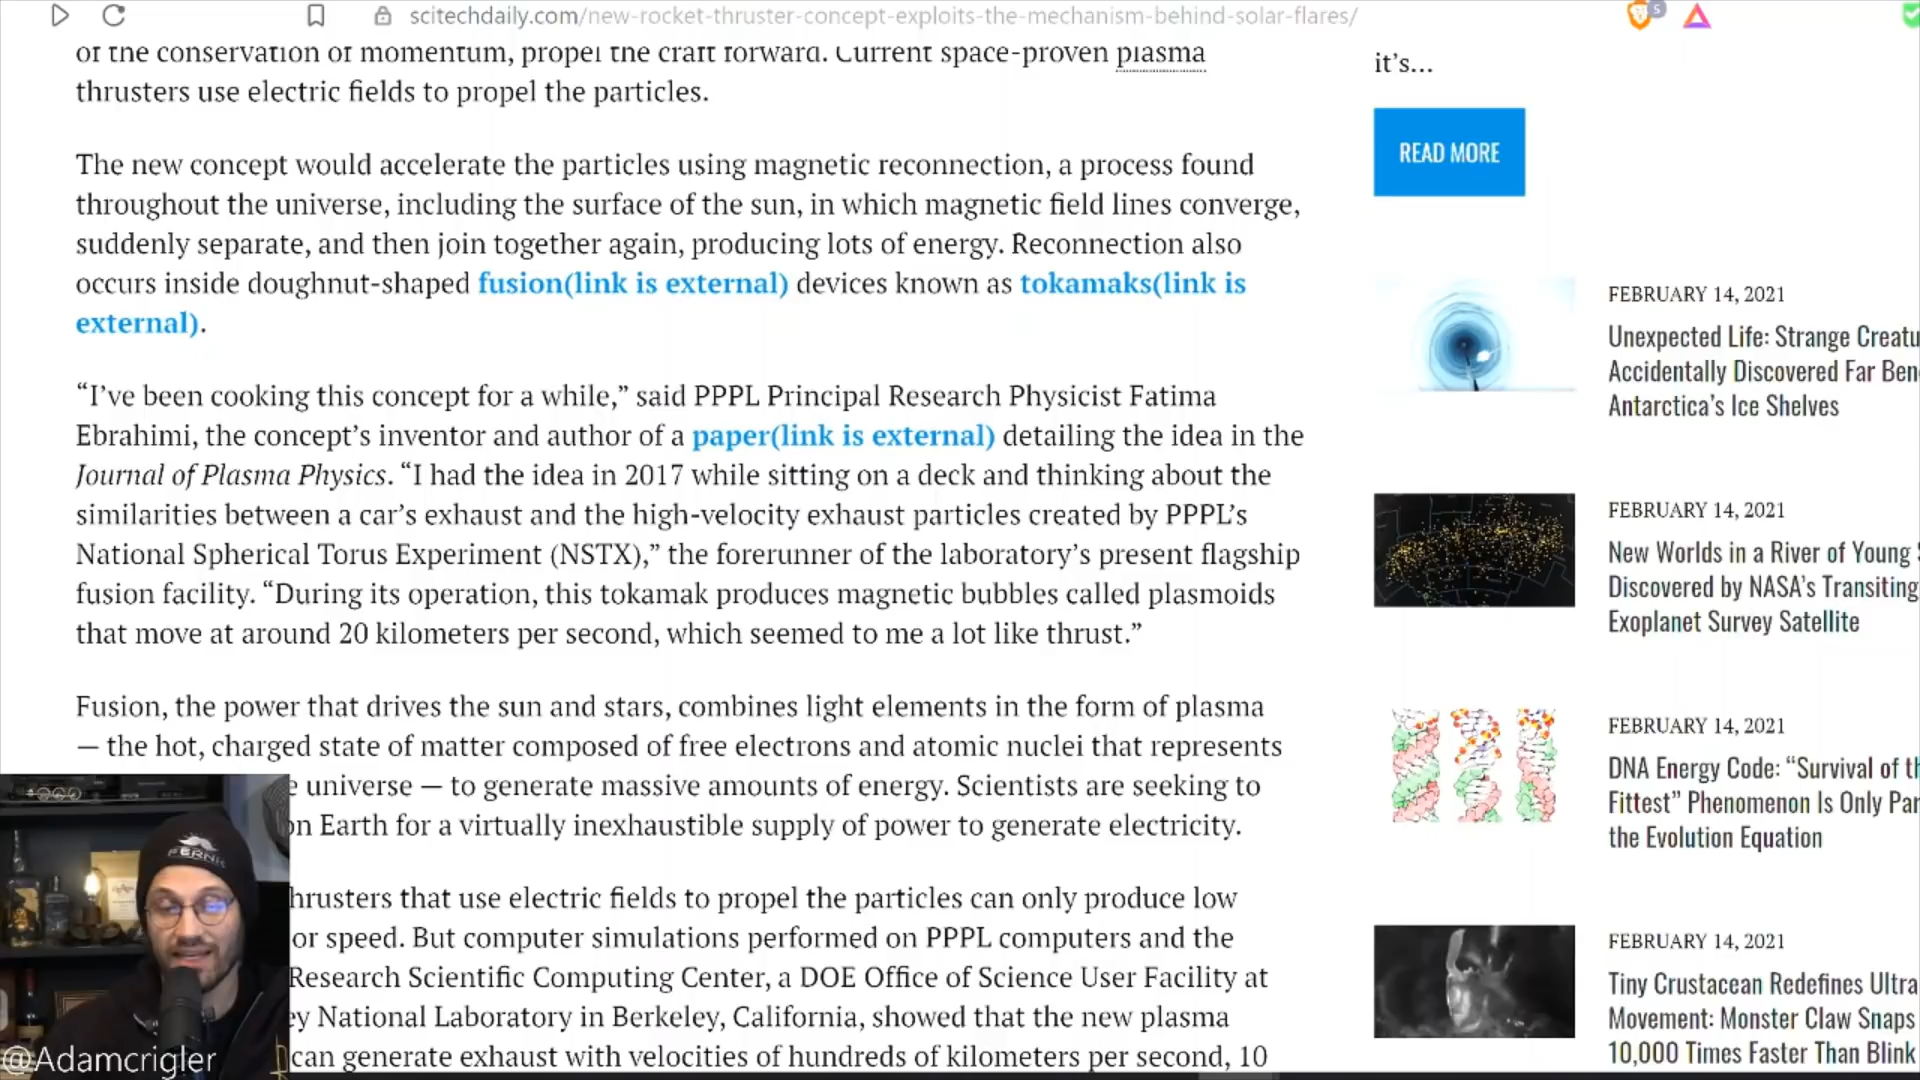 scitechdaily.com/new-rocket-thruster-concept-exploits-the-mechanism-behind-solar-flares/
5
of the conservation of momentum, propel the craft forward. Current space-proven plasma
thrusters use electric fields to propel the particles.
The new concept would accelerate the particles using magnetic reconnection, a process found
throughout the universe, including the surface of the sun, in which magnetic field lines converge,
suddenly separate, and then join together again, producing lots of energy. Reconnection also
occurs inside doughnut-shaped fusion(link is external) devices known as tokamaks(link is
external).
“I’ve been cooking this concept for a while,” said PPPL Principal Research Physicist Fatima
Ebrahimi, the concept’s inventor and author of a paper(link is external) detailing the idea in the
Journal of Plasma Physics. “I had the idea in 2017 while sitting on a deck and thinking about the
similarities between a car’s exhaust and the high-velocity exhaust particles created by PPPL’s
National Spherical Torus Experiment (NSTX),” the forerunner of the laboratory’s present flagship
fusion facility. “During its operation, this tokamak produces magnetic bubbles called plasmoids
that move at around 20 kilometers per second, which seemed to me a lot like thrust.”
Fusion, the power that drives the sun and stars, combines light elements in the form of plasma
— the hot, charged state of matter composed of free electrons and atomic nuclei that represents
e universe — to generate massive amounts of energy. Scientists are seeking to
on Earth for a virtually inexhaustible supply of power to generate electricity.
hrusters that use electric fields to propel the particles can only produce low
or speed. But computer simulations performed on PPPL computers and the
Research Scientific Computing Center, a DOE Office of Science User Facility at
ey National Laboratory in Berkeley, California, showed that the new plasma
can generate exhaust with velocities of hundreds of kilometers per second, 10
it’s...
READ MORE
FEBRUARY 14, 2021
Unexpected Life: Strange Creatu
Accidentally Discovered Far Ben
Antarctica’s Ice Shelves
FEBRUARY 14, 2021
New Worlds in a River of Young S
Discovered by NASA’s Transiting
Exoplanet Survey Satellite
FEBRUARY 14, 2021
DNA Energy Code: “Survival of th
Fittest” Phenomenon Is Only Par
the Evolution Equation
FEBRUARY 14, 2021
Tiny Crustacean Redefines Ultra
Movement: Monster Claw Snaps
10,000 Times Faster Than Blink
@Adamcrigler